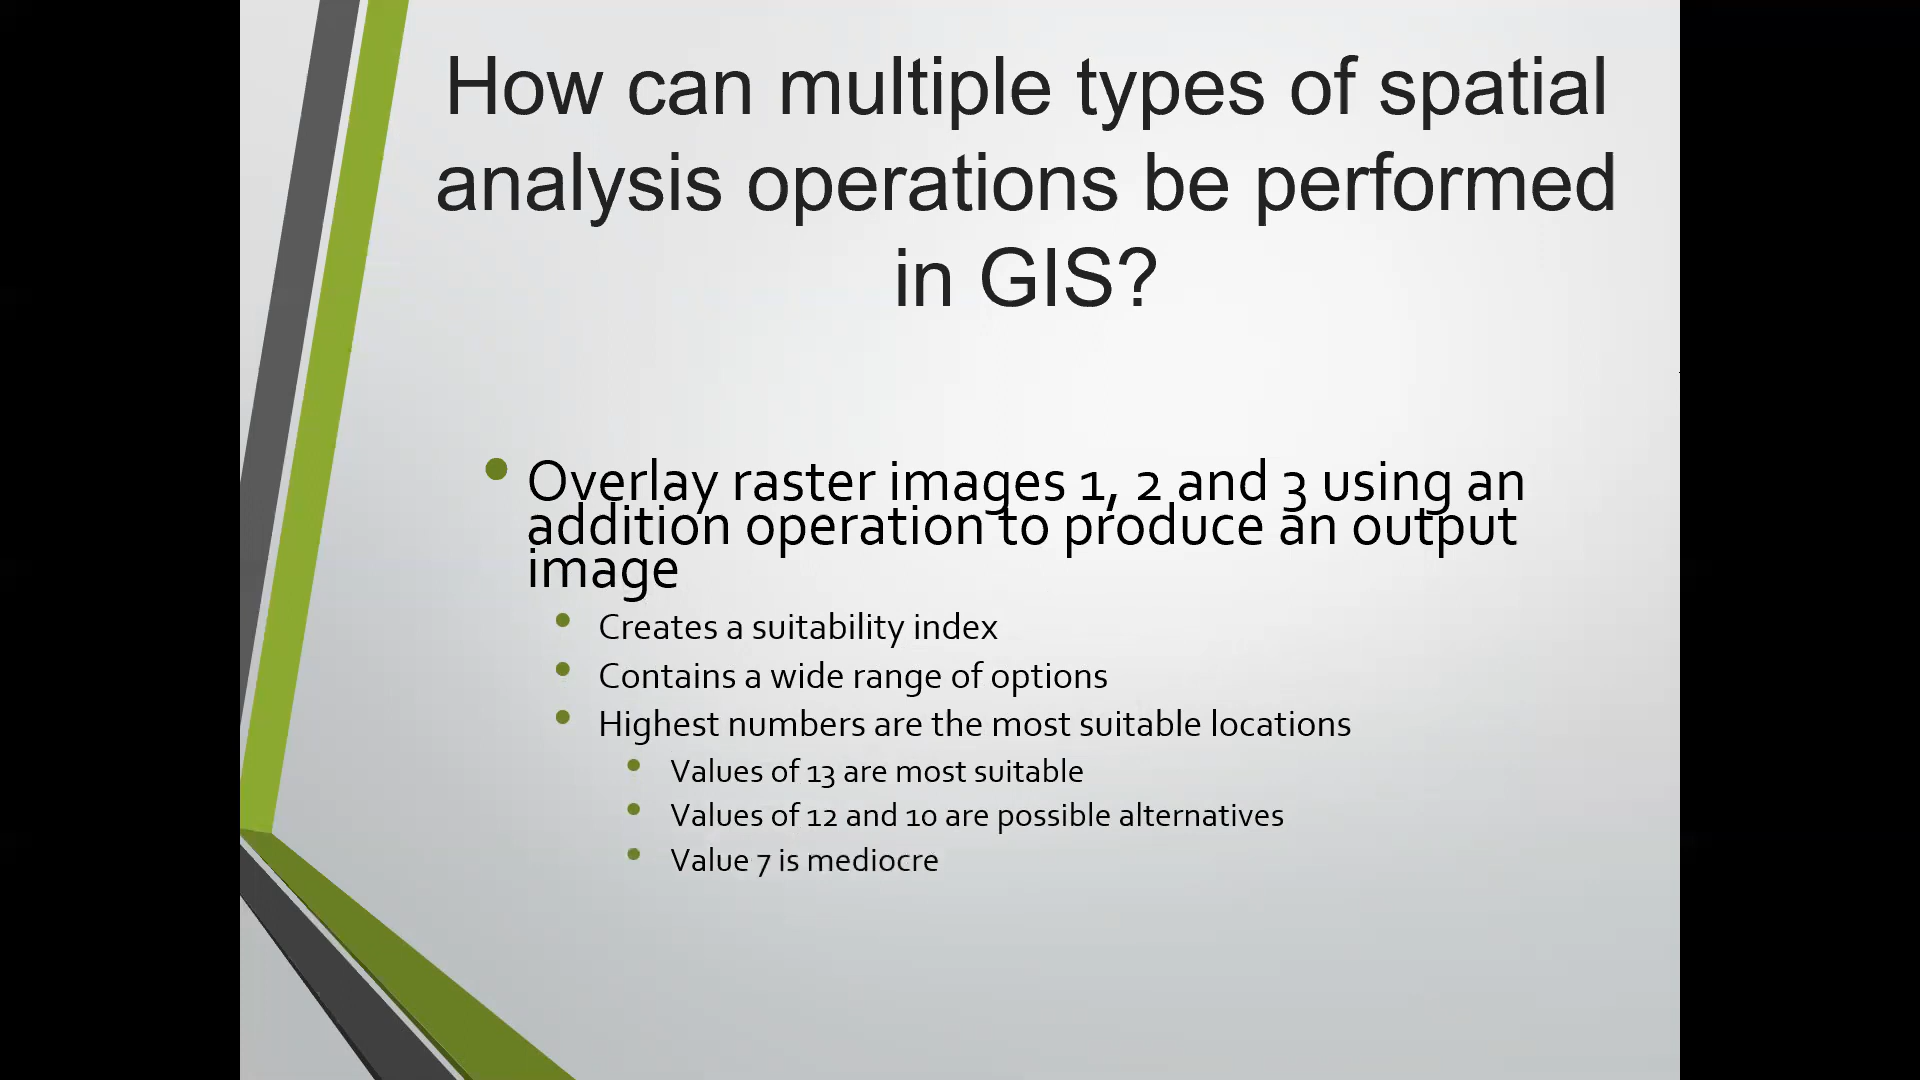 How can multiple types of spatial
analysis operations be performed
in GIS?
Overlay raster images 1, 2 and 3 using an
addition operation to produce an output
image
Creates a suitability index
Contains a wide range of options
Highest numbers are the most suitable locations
Values of 13 are most suitable
Values of 12 and 10 are possible alternatives
Value 7 is mediocre